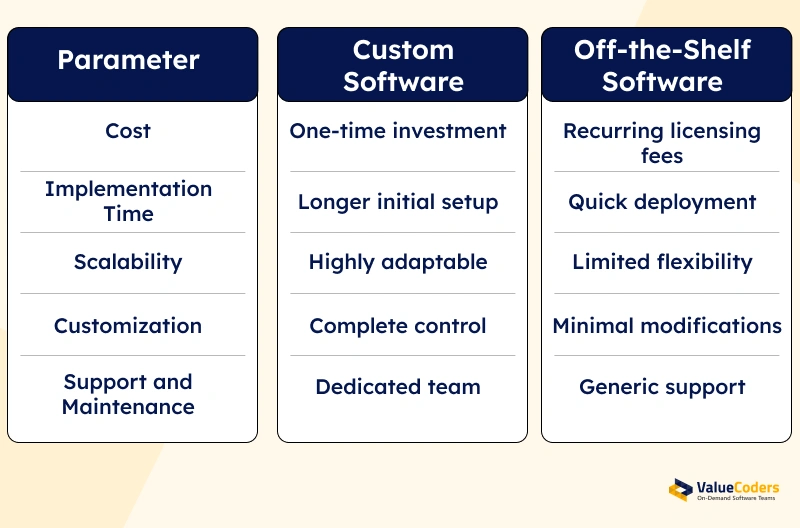 Parameter
Custom
Software
Off-the-Shelf
Software
Cost
One-time investment
Recurring licensing
fees
Implementation
Time
Longer initial setup
Quick deployment
Scalability
Highly adaptable
Limited flexibility
Customization
Complete control
Minimal modifications
Support and
Maintenance
Dedicated team
Generic support
ValueCoders
On-Demand Software Teams